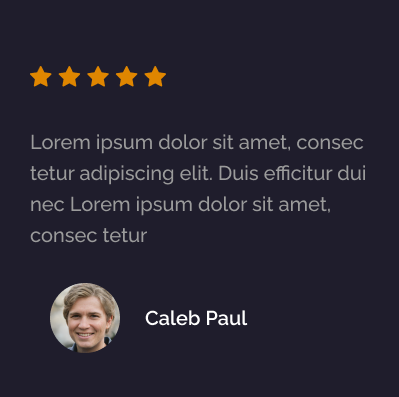 Lorem ipsum dolor sit amet, consec
tetur adipiscing elit. Duis efficitur dui
nec Lorem ipsum dolor sit amet,
consec tetur
Caleb Paul